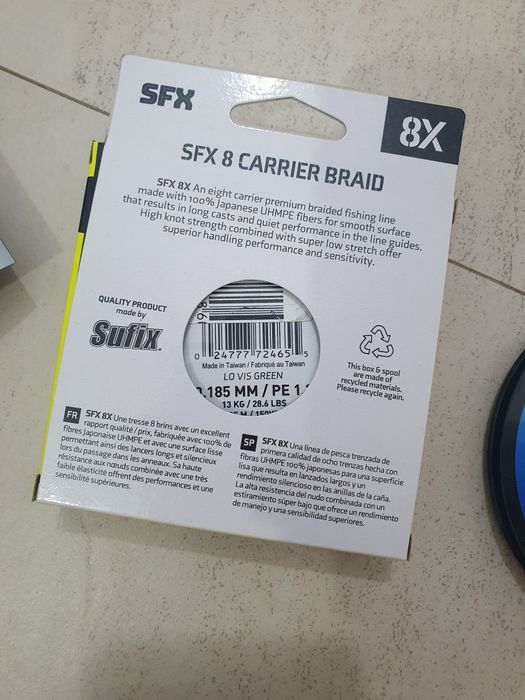 SFX
8X
SFX 8 CARRIER BRAID
SFX 8X An eight carrier premium braided fishing line
made with 100% Japanese UHMPE fibers for smooth surface
that results in long casts and quiet performance in the line guides.
High knot strength combined with super low stretch offer
superior handling performance and sensitivity.
QUALITY PRODUCT
made by
Sufix
0 24777 72465 5
Made in Taiwan / Fabriqué au Taiwan
LO VIS GREEN
.185 MM / PE 1
13 KG / 28.6 LBS
This box & spool
are made of
recycled materials.
Please recycle again.
FR SFX 8X Une tresse 8 brins avec un excellent
rapport qualité / prix, fabriquée avec 100% de
fibres Japonaise UHMPE et avec une surface lisse
permettant ainsi des lancers longs et silencieux
lors du passage dans les anneaux. Sa haute
résistance aux nœuds combinée avec une très
faible élasticité offrent des performances et une
sensibilité supérieures.
SP SFX 8X Una línea de pesca trenzada de
primera calidad de ocho trenzas hecha con
fibras UHMPE 100% japonesas para una superficie
lisa que resulta en lanzados largos y un
rendimiento silencioso en las anillas de la caña.
La alta resistencia del nudo combinada con un
estiramiento súper bajo que ofrece un rendimiento
de manejo y una sensibilidad superiores.